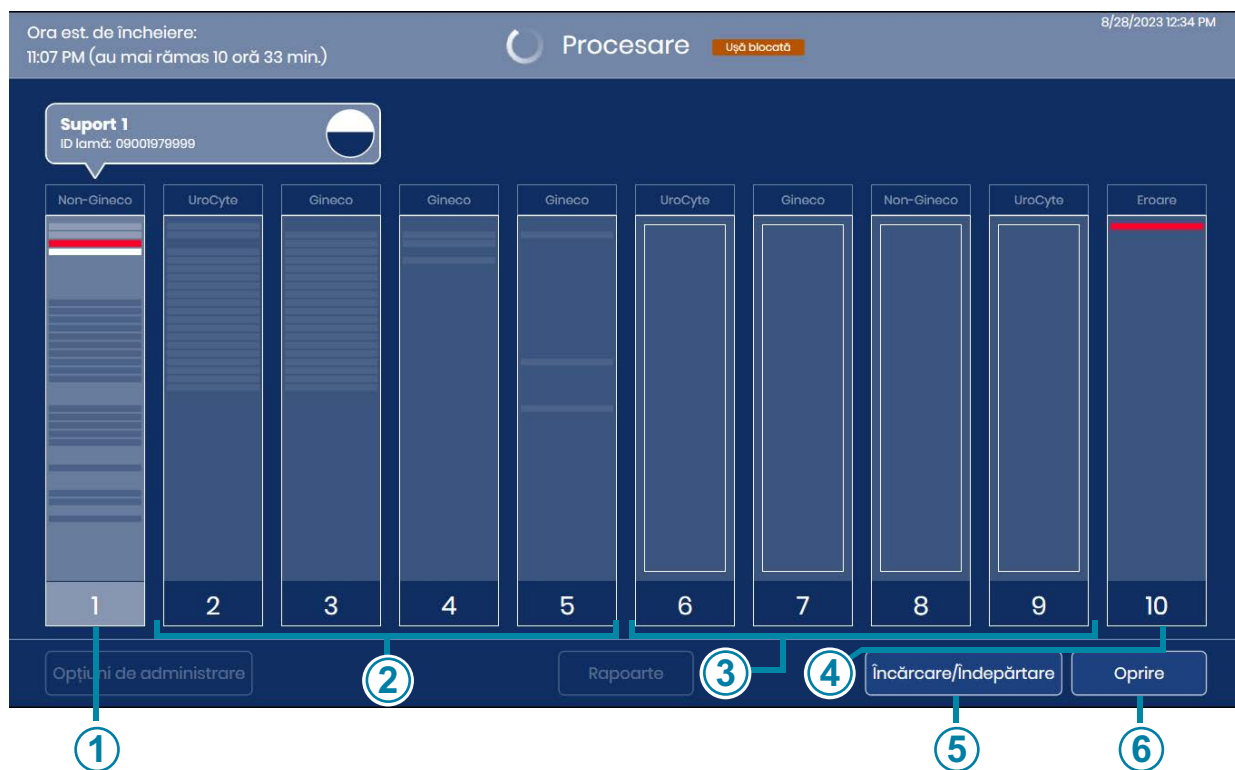 Ora est. de încheiere:
11:07 PM (au mai rămas 10 oră 33 min.)
Procesare
Ușă blocată
8/28/2023 12:34 PM
Suport 1
ID lamă: 09001979999
Non-Gineco UroCyte Gineco Gineco Gineco UroCyte Gineco Non-Gineco UroCyte Eroare
1 2 3 4 5 6 7 8 9 10
Opțiuni de administrare
Rapoarte
Încărcare/Îndepărtare
Oprire
2 3 4
1 5 6